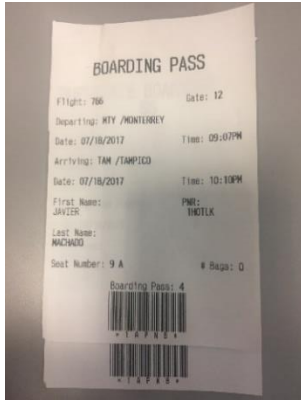 BOARDING PASS
Flight: 766 Gate: 12
Departing: MTY /MONTERREY
Date: 07/18/2017 Time: 09:07PM
Arriving: TAM /TAMPICO
Date: 07/18/2017 Time: 10:10PM
First Name: PNR:
JAVIER 1HOTLK
Last Name:
MACHADO
Seat Number: 9 A # Bags: 0
Boarding Pass: 4